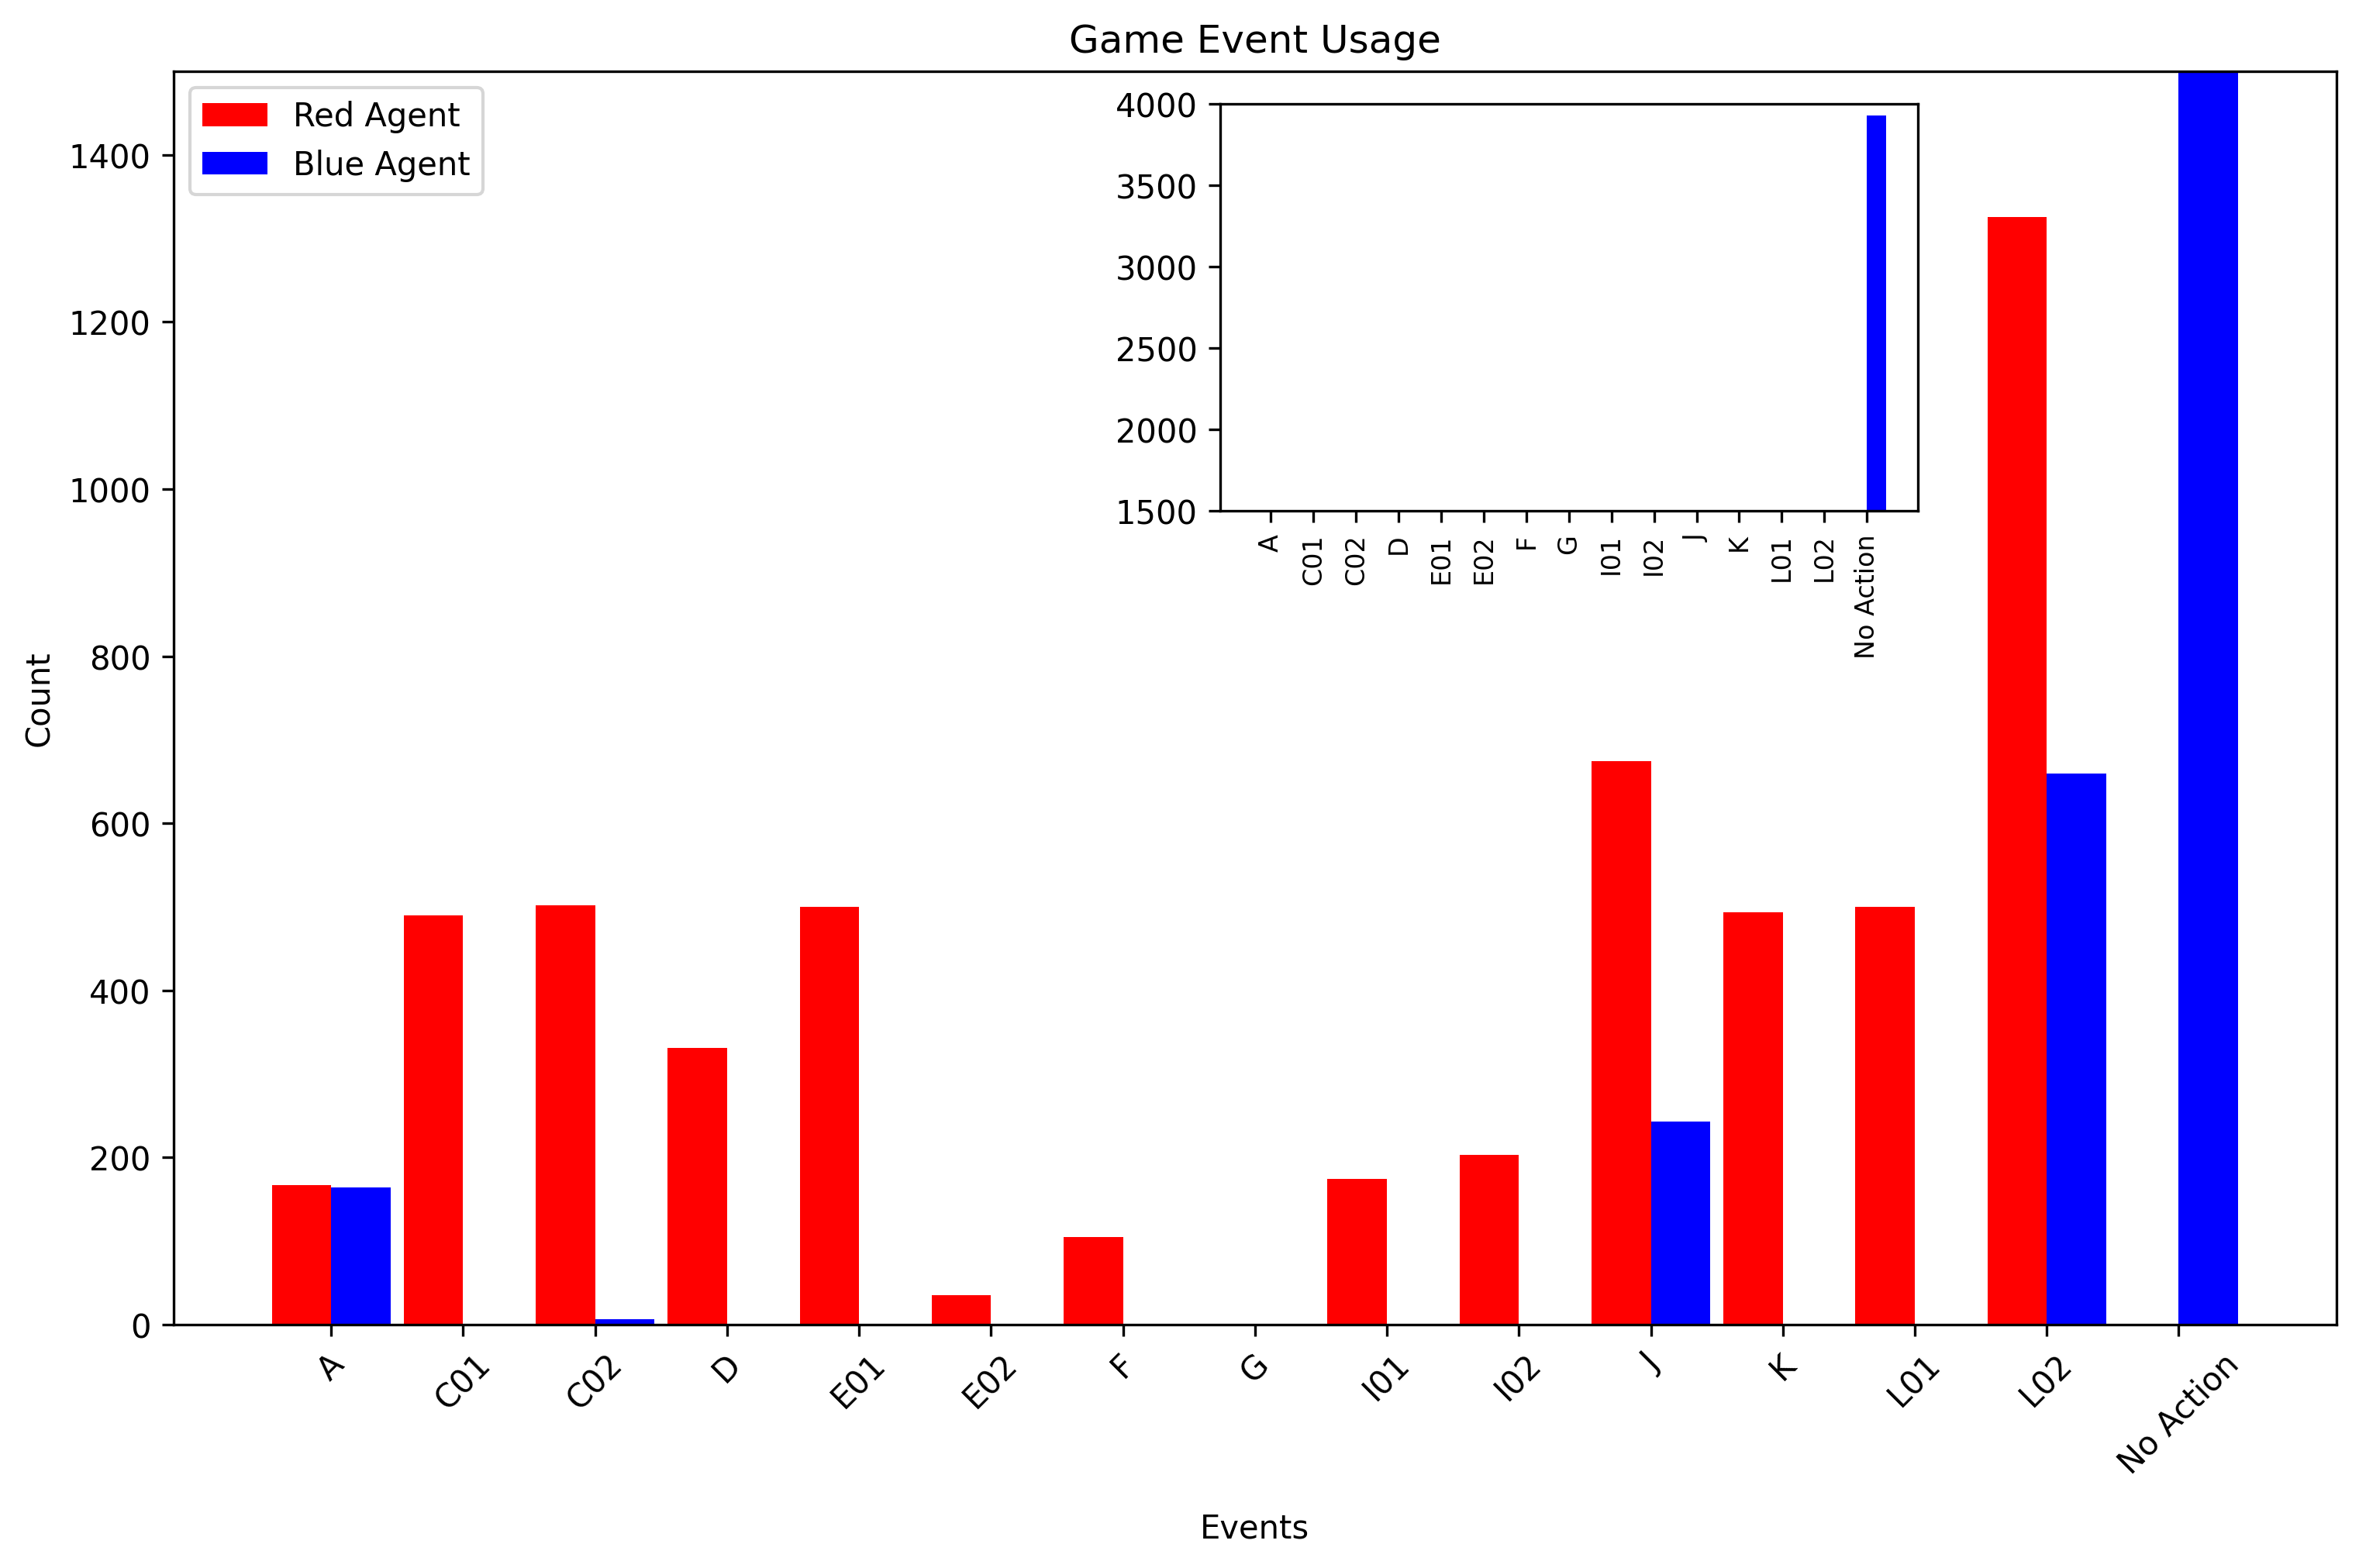 Game Event Usage
Red Agent
Blue Agent
1400
1200
1000
800
600
400
200
0
Count
4000
3500
3000
2500
2000
1500
A C01 C02 D E01 E02 F G I01 I02 J K L01 L02 No Action
A C01 C02 D E01 E02 F G I01 I02 J K L01 L02 No Action
Events